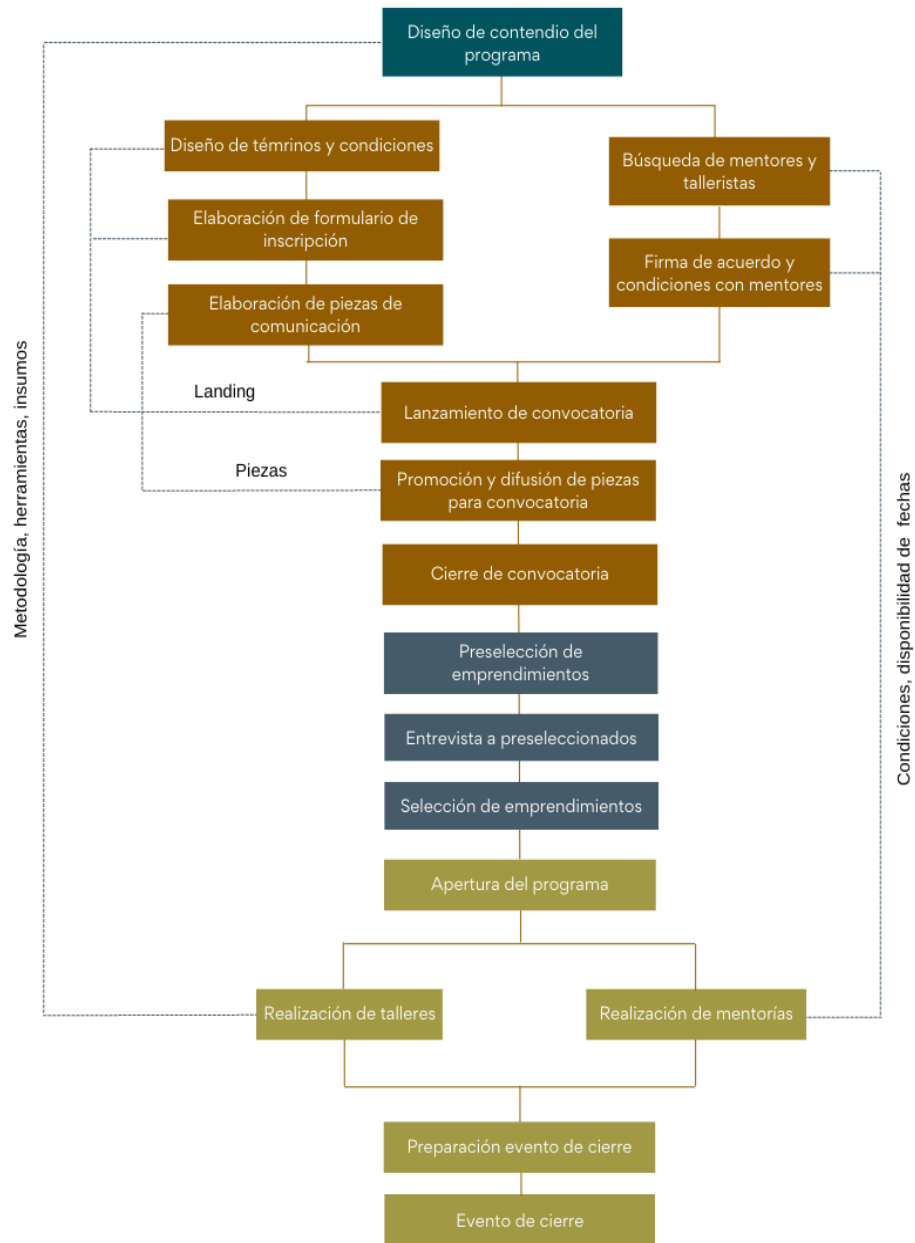 Diseño de contendio del
programa
Diseño de témrinos y condiciones
Búsqueda de mentores y
talleristas
Elaboración de formulario de
inscripción
Firma de acuerdo y
condiciones con mentores
Elaboración de piezas de
comunicación
Landing
Lanzamiento de convocatoria
Piezas
Promoción y difusión de piezas
para convocatoria
Metodología, herramientas, insumos
Condiciones, disponibilidad de fechas
Cierre de convocatoria
Preselección de
emprendimientos
Entrevista a preseleccionados
Selección de emprendimientos
Apertura del programa
Realización de talleres
Realización de mentorías
Preparación evento de cierre
Evento de cierre